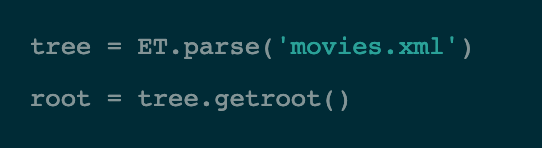 tree = ET.parse('movies.xml')
root = tree.getroot()